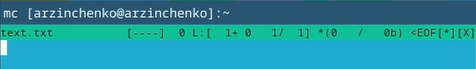 mc [arzinchenko@arzinchenko]:~
text.txt [----] 0 L:[ 1+ 0 1/ 1] *(0 / 0b) <EOF[*][X]